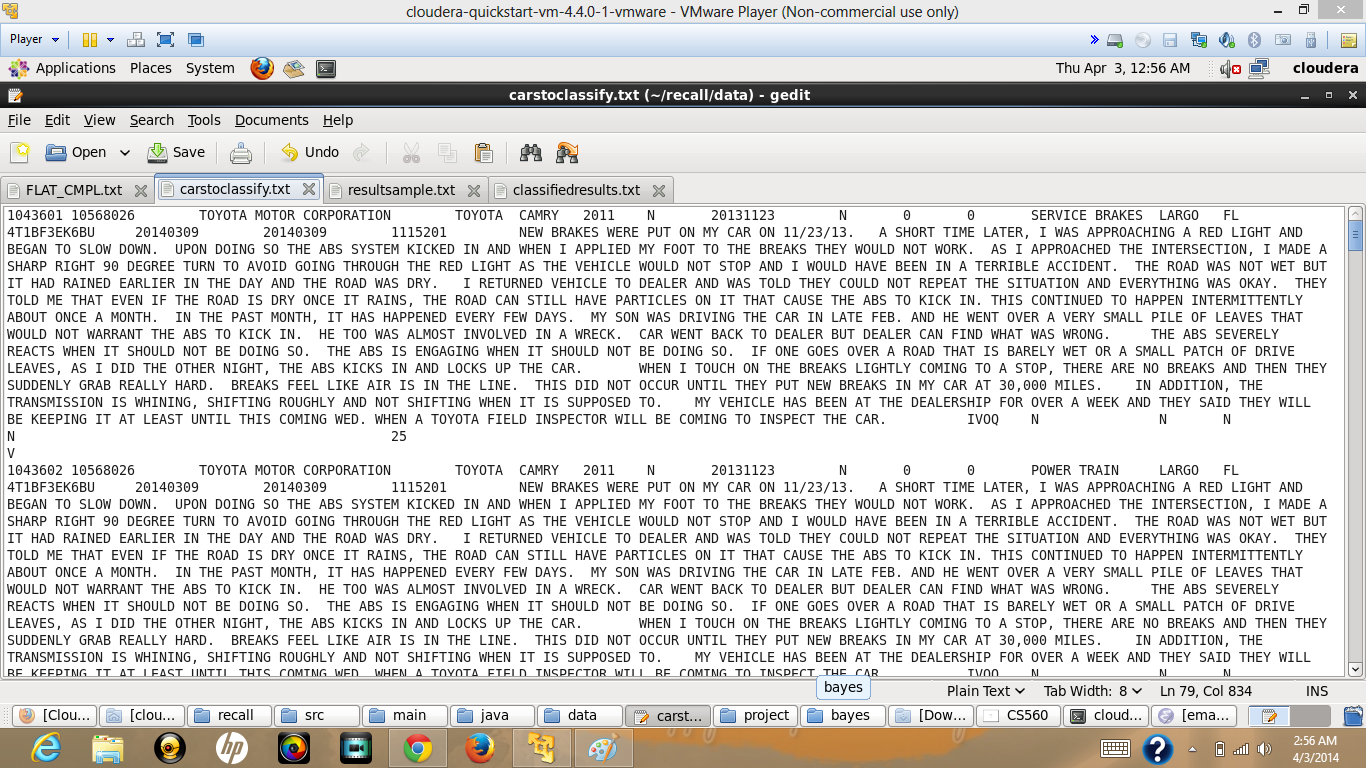 cloudera-quickstart-vm-4.4.0-1-vmware - VMware Player (Non-commercial use only)
Player
Applications Places System Thu Apr 3, 12:56 AM cloudera
carstoclassify.txt (~/recall/data) - gedit
File Edit View Search Tools Documents Help
Open Save Undo
FLAT_CMPL.txt carstoclassify.txt resultsample.txt classifiedresults.txt
1043601 10568026 TOYOTA MOTOR CORPORATION TOYOTA CAMRY 2011 N 20131123 N 0 0 SERVICE BRAKES LARGO FL
4T1BF3EK6BU 20140309 20140309 1115201 NEW BRAKES WERE PUT ON MY CAR ON 11/23/13. A SHORT TIME LATER, I WAS APPROACHING A RED LIGHT AND
BEGAN TO SLOW DOWN. UPON DOING SO THE ABS SYSTEM KICKED IN AND WHEN I APPLIED MY FOOT TO THE BREAKS THEY WOULD NOT WORK. AS I APPROACHED THE INTERSECTION, I MADE A
SHARP RIGHT 90 DEGREE TURN TO AVOID GOING THROUGH THE RED LIGHT AS THE VEHICLE WOULD NOT STOP AND I WOULD HAVE BEEN IN A TERRIBLE ACCIDENT. THE ROAD WAS NOT WET BUT
IT HAD RAINED EARLIER IN THE DAY AND THE ROAD WAS DRY. I RETURNED VEHICLE TO DEALER AND WAS TOLD THEY COULD NOT REPEAT THE SITUATION AND EVERYTHING WAS OKAY. THEY
TOLD ME THAT EVEN IF THE ROAD IS DRY ONCE IT RAINS, THE ROAD CAN STILL HAVE PARTICLES ON IT THAT CAUSE THE ABS TO KICK IN. THIS CONTINUED TO HAPPEN INTERMITTENTLY
ABOUT ONCE A MONTH. IN THE PAST MONTH, IT HAS HAPPENED EVERY FEW DAYS. MY SON WAS DRIVING THE CAR IN LATE FEB. AND HE WENT OVER A VERY SMALL PILE OF LEAVES THAT
WOULD NOT WARRANT THE ABS TO KICK IN. HE TOO WAS ALMOST INVOLVED IN A WRECK. CAR WENT BACK TO DEALER BUT DEALER CAN FIND WHAT WAS WRONG. THE ABS SEVERELY
REACTS WHEN IT SHOULD NOT BE DOING SO. THE ABS IS ENGAGING WHEN IT SHOULD NOT BE DOING SO. IF ONE GOES OVER A ROAD THAT IS BARELY WET OR A SMALL PATCH OF DRIVE
LEAVES, AS I DID THE OTHER NIGHT, THE ABS KICKS IN AND LOCKS UP THE CAR. WHEN I TOUCH ON THE BREAKS LIGHTLY COMING TO A STOP, THERE ARE NO BREAKS AND THEN THEY
SUDDENLY GRAB REALLY HARD. BREAKS FEEL LIKE AIR IS IN THE LINE. THIS DID NOT OCCUR UNTIL THEY PUT NEW BREAKS IN MY CAR AT 30,000 MILES. IN ADDITION, THE
TRANSMISSION IS WHINING, SHIFTING ROUGHLY AND NOT SHIFTING WHEN IT IS SUPPOSED TO. MY VEHICLE HAS BEEN AT THE DEALERSHIP FOR OVER A WEEK AND THEY SAID THEY WILL
BE KEEPING IT AT LEAST UNTIL THIS COMING WED. WHEN A TOYOTA FIELD INSPECTOR WILL BE COMING TO INSPECT THE CAR. IVOQ N N N
N 25
V
1043602 10568026 TOYOTA MOTOR CORPORATION TOYOTA CAMRY 2011 N 20131123 N 0 0 POWER TRAIN LARGO FL
4T1BF3EK6BU 20140309 20140309 1115201 NEW BRAKES WERE PUT ON MY CAR ON 11/23/13. A SHORT TIME LATER, I WAS APPROACHING A RED LIGHT AND
BEGAN TO SLOW DOWN. UPON DOING SO THE ABS SYSTEM KICKED IN AND WHEN I APPLIED MY FOOT TO THE BREAKS THEY WOULD NOT WORK. AS I APPROACHED THE INTERSECTION, I MADE A
SHARP RIGHT 90 DEGREE TURN TO AVOID GOING THROUGH THE RED LIGHT AS THE VEHICLE WOULD NOT STOP AND I WOULD HAVE BEEN IN A TERRIBLE ACCIDENT. THE ROAD WAS NOT WET BUT
IT HAD RAINED EARLIER IN THE DAY AND THE ROAD WAS DRY. I RETURNED VEHICLE TO DEALER AND WAS TOLD THEY COULD NOT REPEAT THE SITUATION AND EVERYTHING WAS OKAY. THEY
TOLD ME THAT EVEN IF THE ROAD IS DRY ONCE IT RAINS, THE ROAD CAN STILL HAVE PARTICLES ON IT THAT CAUSE THE ABS TO KICK IN. THIS CONTINUED TO HAPPEN INTERMITTENTLY
ABOUT ONCE A MONTH. IN THE PAST MONTH, IT HAS HAPPENED EVERY FEW DAYS. MY SON WAS DRIVING THE CAR IN LATE FEB. AND HE WENT OVER A VERY SMALL PILE OF LEAVES THAT
WOULD NOT WARRANT THE ABS TO KICK IN. HE TOO WAS ALMOST INVOLVED IN A WRECK. CAR WENT BACK TO DEALER BUT DEALER CAN FIND WHAT WAS WRONG. THE ABS SEVERELY
REACTS WHEN IT SHOULD NOT BE DOING SO. THE ABS IS ENGAGING WHEN IT SHOULD NOT BE DOING SO. IF ONE GOES OVER A ROAD THAT IS BARELY WET OR A SMALL PATCH OF DRIVE
LEAVES, AS I DID THE OTHER NIGHT, THE ABS KICKS IN AND LOCKS UP THE CAR. WHEN I TOUCH ON THE BREAKS LIGHTLY COMING TO A STOP, THERE ARE NO BREAKS AND THEN THEY
SUDDENLY GRAB REALLY HARD. BREAKS FEEL LIKE AIR IS IN THE LINE. THIS DID NOT OCCUR UNTIL THEY PUT NEW BREAKS IN MY CAR AT 30,000 MILES. IN ADDITION, THE
TRANSMISSION IS WHINING, SHIFTING ROUGHLY AND NOT SHIFTING WHEN IT IS SUPPOSED TO. MY VEHICLE HAS BEEN AT THE DEALERSHIP FOR OVER A WEEK AND THEY SAID THEY WILL
BE KEEPING IT AT LEAST UNTIL THIS COMING WED. WHEN A TOYOTA FIELD INSPECTOR WILL BE COMING TO INSPECT THE CAR. IVOQ N N N
bayes
Plain Text Tab Width: 8 Ln 79, Col 834 INS
[Clou... [clou... recall src main java data carst... project bayes [Dow... CS560 cloud... [ema...
hp
2:56 AM
4/3/2014